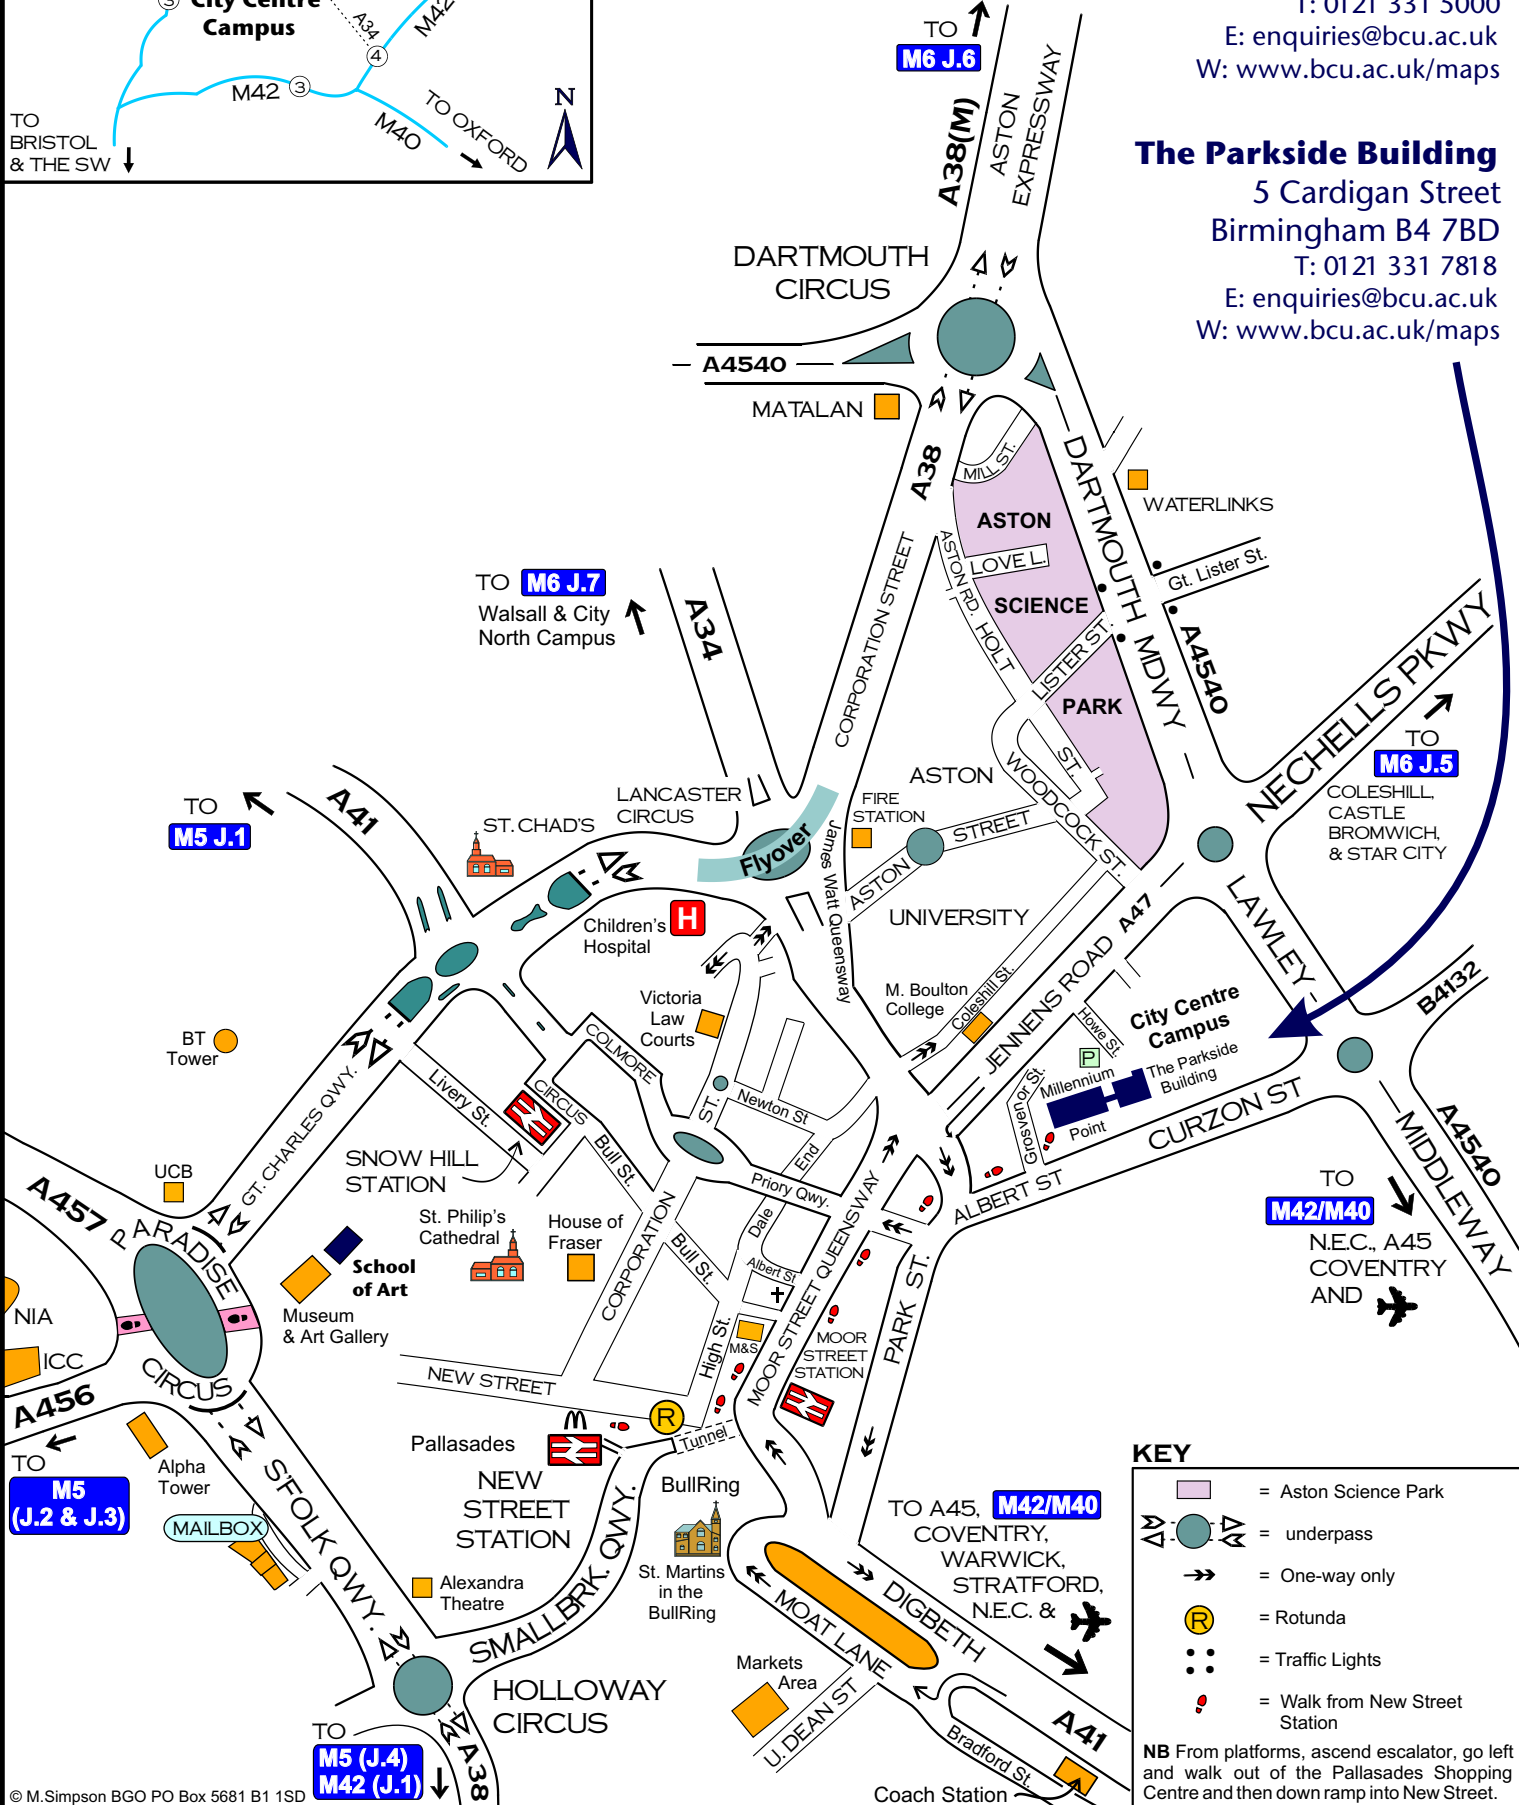 City Centre
Campus
3
A34
M42
4
M42
3
M40
TO OXFORD
TO
BRISTOL
& THE SW
N
T: 0121 331 5000
E: enquiries@bcu.ac.uk
W: www.bcu.ac.uk/maps
The Parkside Building
5 Cardigan Street
Birmingham B4 7BD
T: 0121 331 7818
E: enquiries@bcu.ac.uk
W: www.bcu.ac.uk/maps
TO
M6 J.6
A38(M)
ASTON
EXPRESSWAY
DARTMOUTH
CIRCUS
A4540
MATALAN
A38
MILL ST.
DARTMOUTH MDWY
WATERLINKS
ASTON
SCIENCE
PARK
LOVE L.
ASTON RD.
HOLT
ST.
LISTER ST.
Gt. Lister St.
A4540
TO M6 J.7
Walsall & City
North Campus
A34
CORPORATION STREET
NECHELLS PKWY
TO
M6 J.5
COLESHILL,
CASTLE
BROMWICH,
& STAR CITY
WOODCOCK ST.
ASTON
UNIVERSITY
FIRE
STATION
ASTON STREET
LANCASTER
CIRCUS
Flyover
James Watt Queensway
TO
M5 J.1
A41
ST. CHAD'S
Children's
Hospital
H
Victoria
Law
Courts
M. Boulton
College
Coleshill St.
JENNENS ROAD
A47
LAWLEY
MIDDLEWAY
B4132
A4540
City Centre
Campus
Howe St.
P
Millennium
Point
The Parkside
Building
Grosvenor St.
CURZON ST
ALBERT ST
TO
M42/M40
N.E.C., A45
COVENTRY
AND
BT
Tower
GT. CHARLES QWY.
Livery St.
COLMORE
CIRCUS
SNOW HILL
STATION
Bull St.
ST.
Newton St
End
Priory Qwy.
Dale
Albert St
UCB
A457
PARADISE
CIRCUS
St. Philip's
Cathedral
House of
Fraser
CORPORATION
Bull St.
School
of Art
Museum
& Art Gallery
NIA
ICC
A456
TO
M5
(J.2 & J.3)
Alpha
Tower
MAILBOX
S'FOLK QWY.
NEW STREET
High St.
M&S
MOOR STREET QUEENSWAY
MOOR
STREET
STATION
PARK ST.
R
Tunnel
Pallasades
NEW
STREET
STATION
BullRing
St. Martins
in the
BullRing
Alexandra
Theatre
SMALLBRK. QWY.
HOLLOWAY
CIRCUS
TO
M5 (J.4)
M42 (J.1)
A38
MOAT LANE
DIGBETH
TO A45, M42/M40
COVENTRY,
WARWICK,
STRATFORD,
N.E.C. &
Markets
Area
U. DEAN ST
Bradford St.
A41
Coach Station
© M.Simpson BGO PO Box 5681 B1 1SD
KEY
= Aston Science Park
= underpass
= One-way only
R = Rotunda
= Traffic Lights
= Walk from New Street
Station
NB From platforms, ascend escalator, go left
and walk out of the Pallasades Shopping
Centre and then down ramp into New Street.